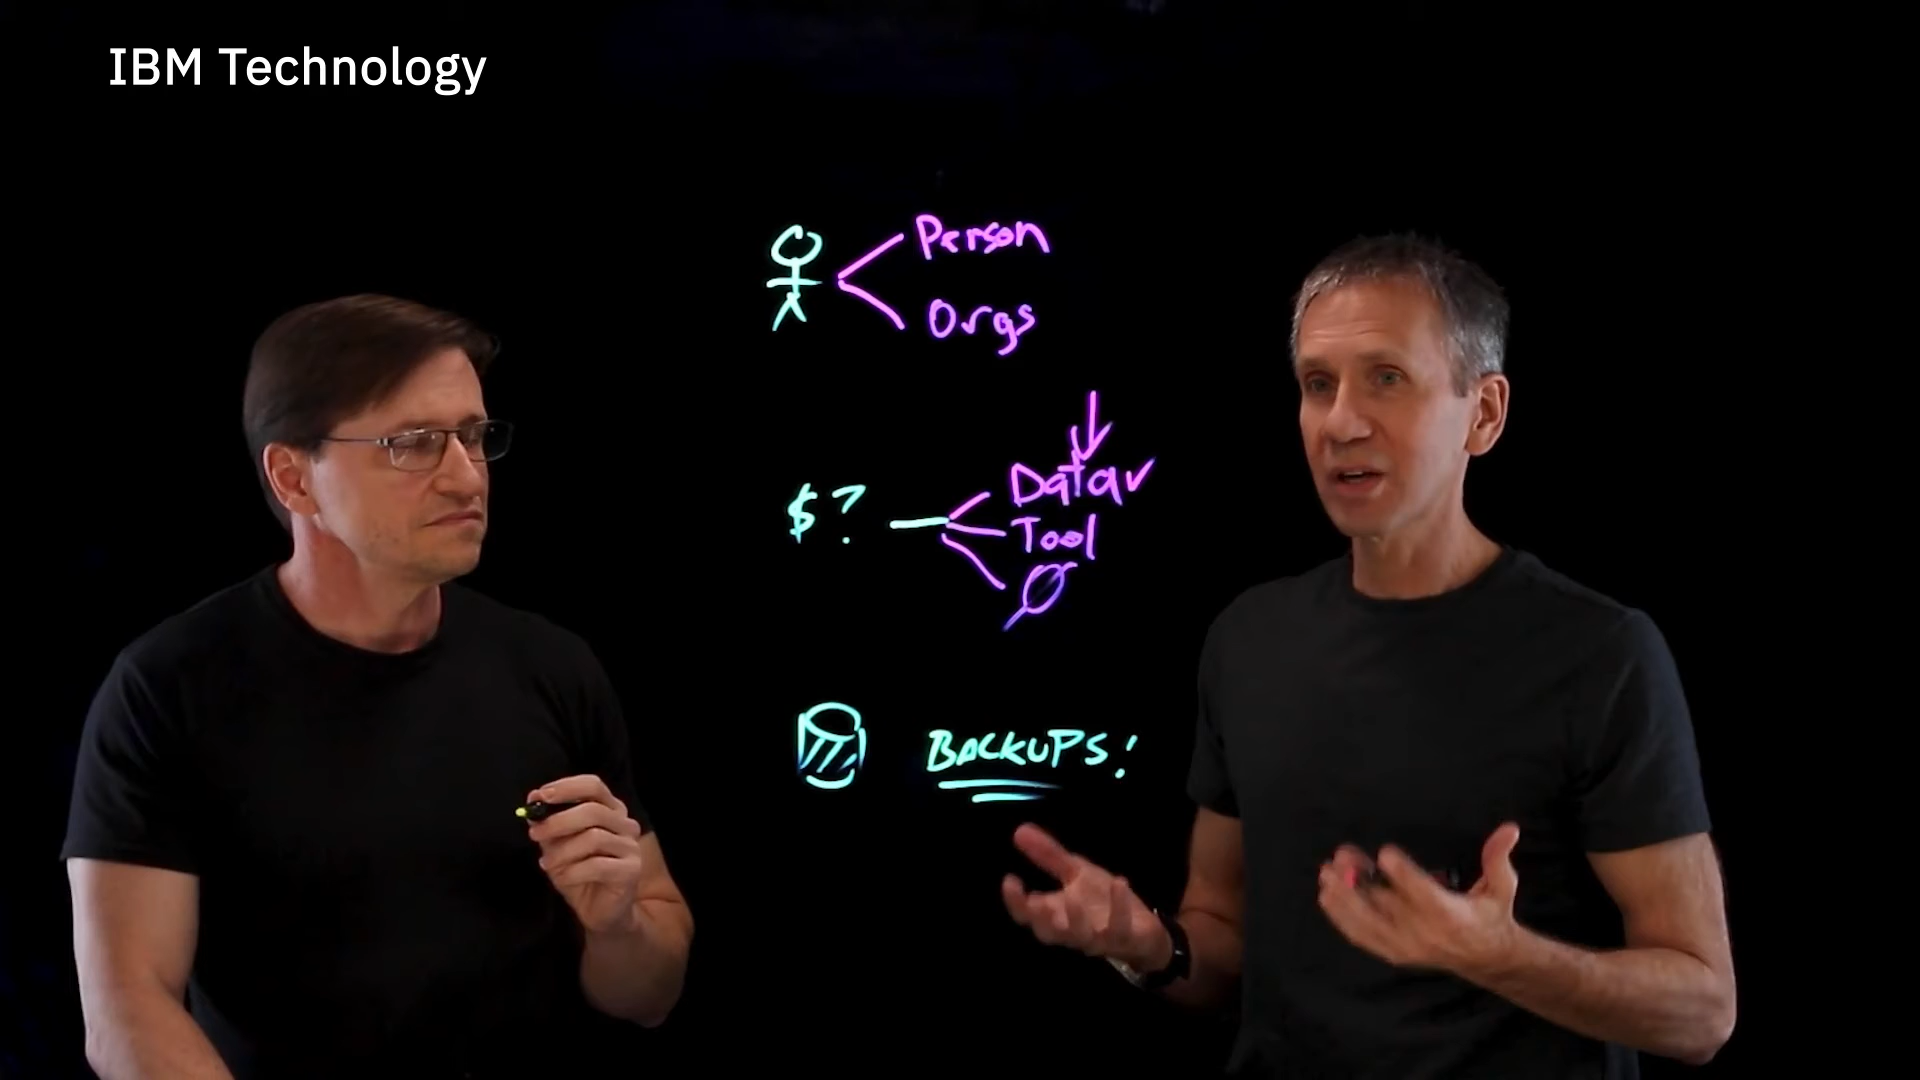 IBM Technology
Person
Orgs
$?
Data✓
Tool
BACKUPS!